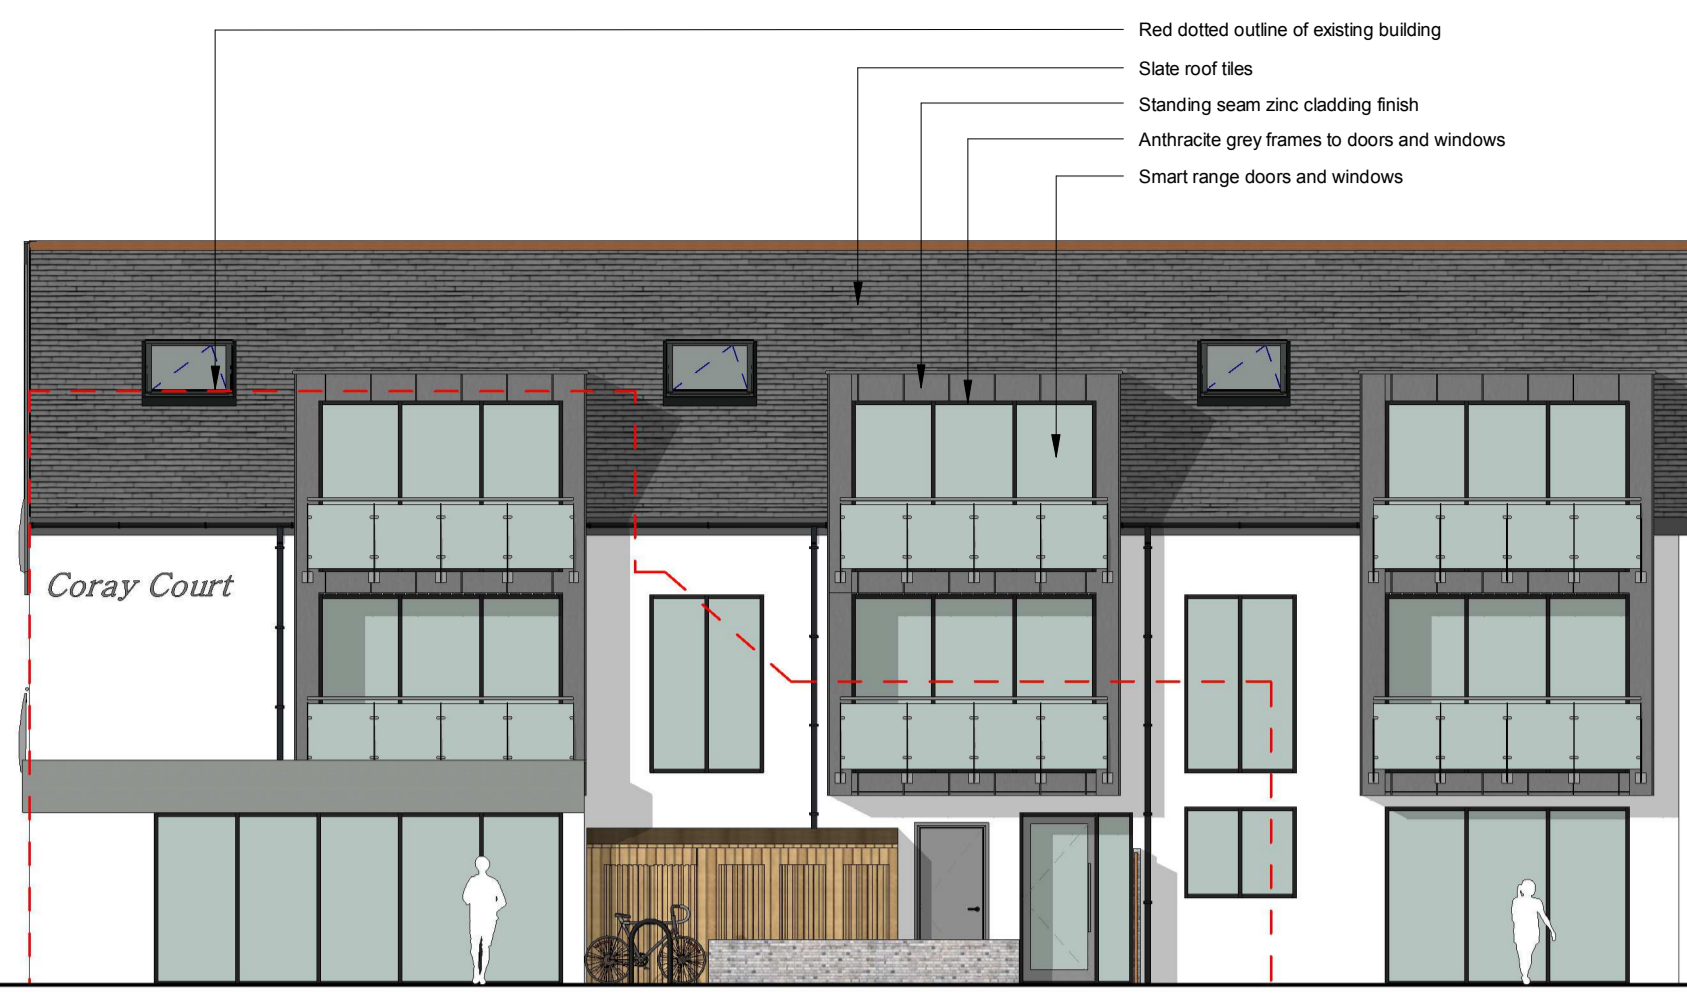 Red dotted outline of existing building
Slate roof tiles
Standing seam zinc cladding finish
Anthracite grey frames to doors and windows
Smart range doors and windows
Coray Court